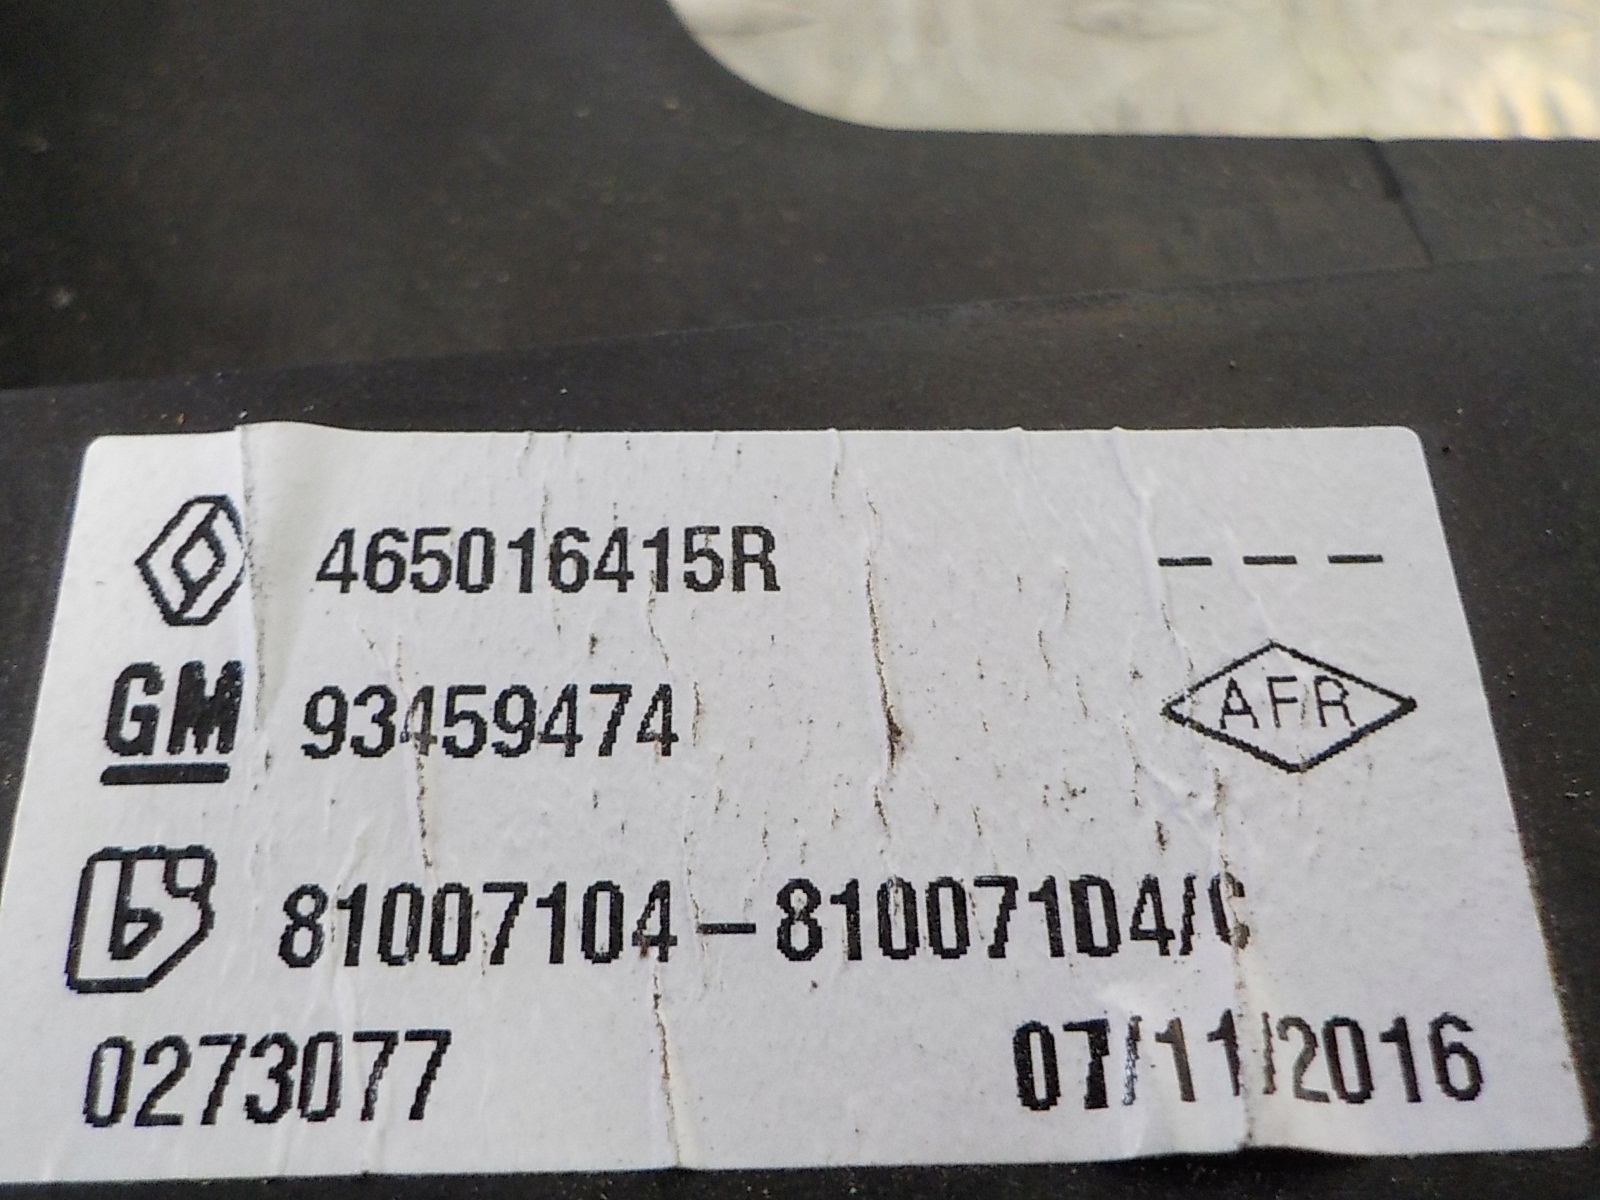 465016415R - - -
GM 93459474 AFR
b 81007104-81007104/C
0273077 07/11/2016